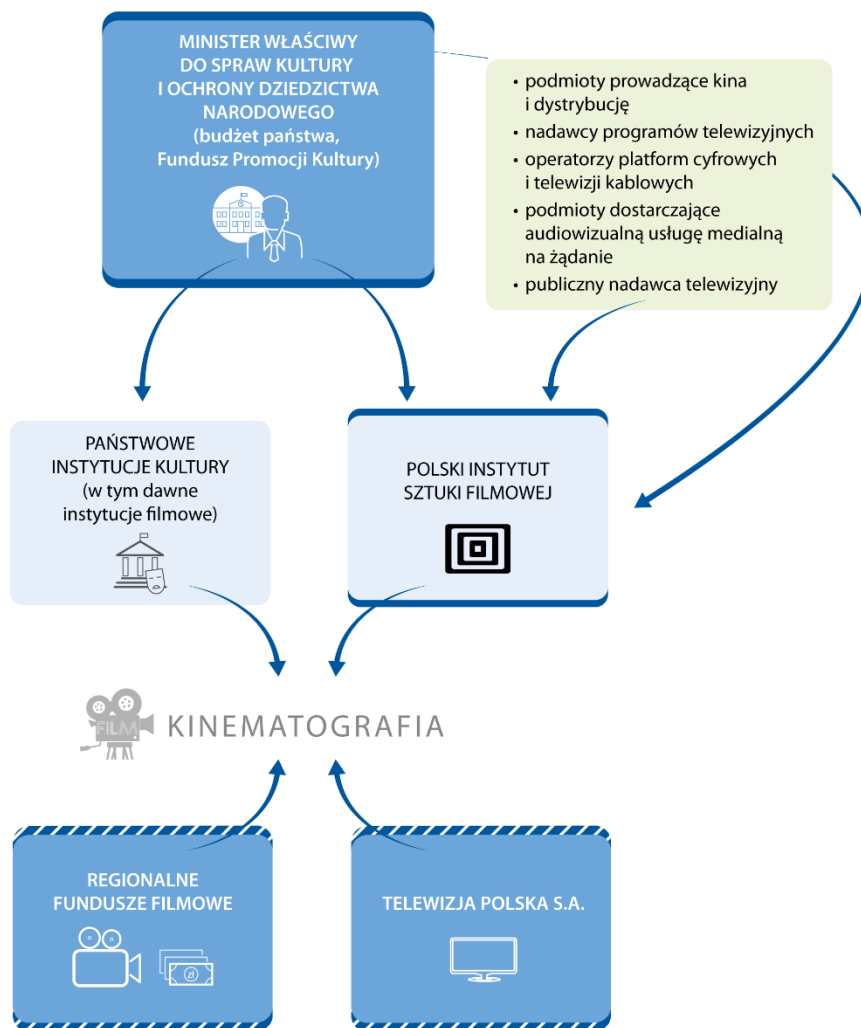 MINISTER WŁAŚCIWY
DO SPRAW KULTURY
I OCHRONY DZIEDZICTWA
NARODOWEGO
(budżet państwa,
Fundusz Promocji Kultury)
• podmioty prowadzące kina
i dystrybucję
• nadawcy programów telewizyjnych
• operatorzy platform cyfrowych
i telewizji kablowych
• podmioty dostarczające
audiowizualną usługę medialną
na żądanie
• publiczny nadawca telewizyjny
PAŃSTWOWE
INSTYTUCJE KULTURY
(w tym dawne
instytucje filmowe)
POLSKI INSTYTUT
SZTUKI FILMOWEJ
FILM
KINEMATOGRAFIA
REGIONALNE
FUNDUSZE FILMOWE
zł
TELEWIZJA POLSKA S.A.